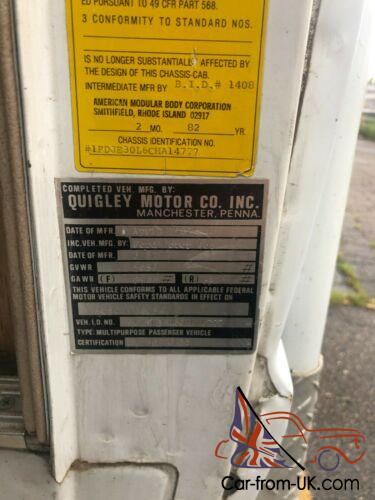 ED PURSUANT TO 49 CFR PART 568.
3 CONFORMITY TO STANDARD NOS.
IS NO LONGER SUBSTANTIALLY AFFECTED BY
THE DESIGN OF THIS CHASSIS-CAB.
INTERMEDIATE MFR BY B.I.D.# 1408
AMERICAN MODULAR BODY CORPORATION
SMITHFIELD, RHODE ISLAND 02917
2 MO. 82 YR.
CHASSIS IDENTIFICATION NO.
#1FDJE30L6CHA14777
COMPLETED VEH. MFG. BY:
QUIGLEY MOTOR CO. INC.
MANCHESTER, PENNA.
DATE OF MFR.
INC. VEH. MFG. BY
DATE OF MFR.
GVWR #
GAWR (F) # (R) #
THIS VEHICLE CONFORMS TO ALL APPLICABLE FEDERAL
MOTOR VEHICLE SAFETY STANDARDS IN EFFECT ON
VEH. I.D. NO.
TYPE: MULTIPURPOSE PASSENGER VEHICLE
CERTIFICATION
Car-from-UK.com